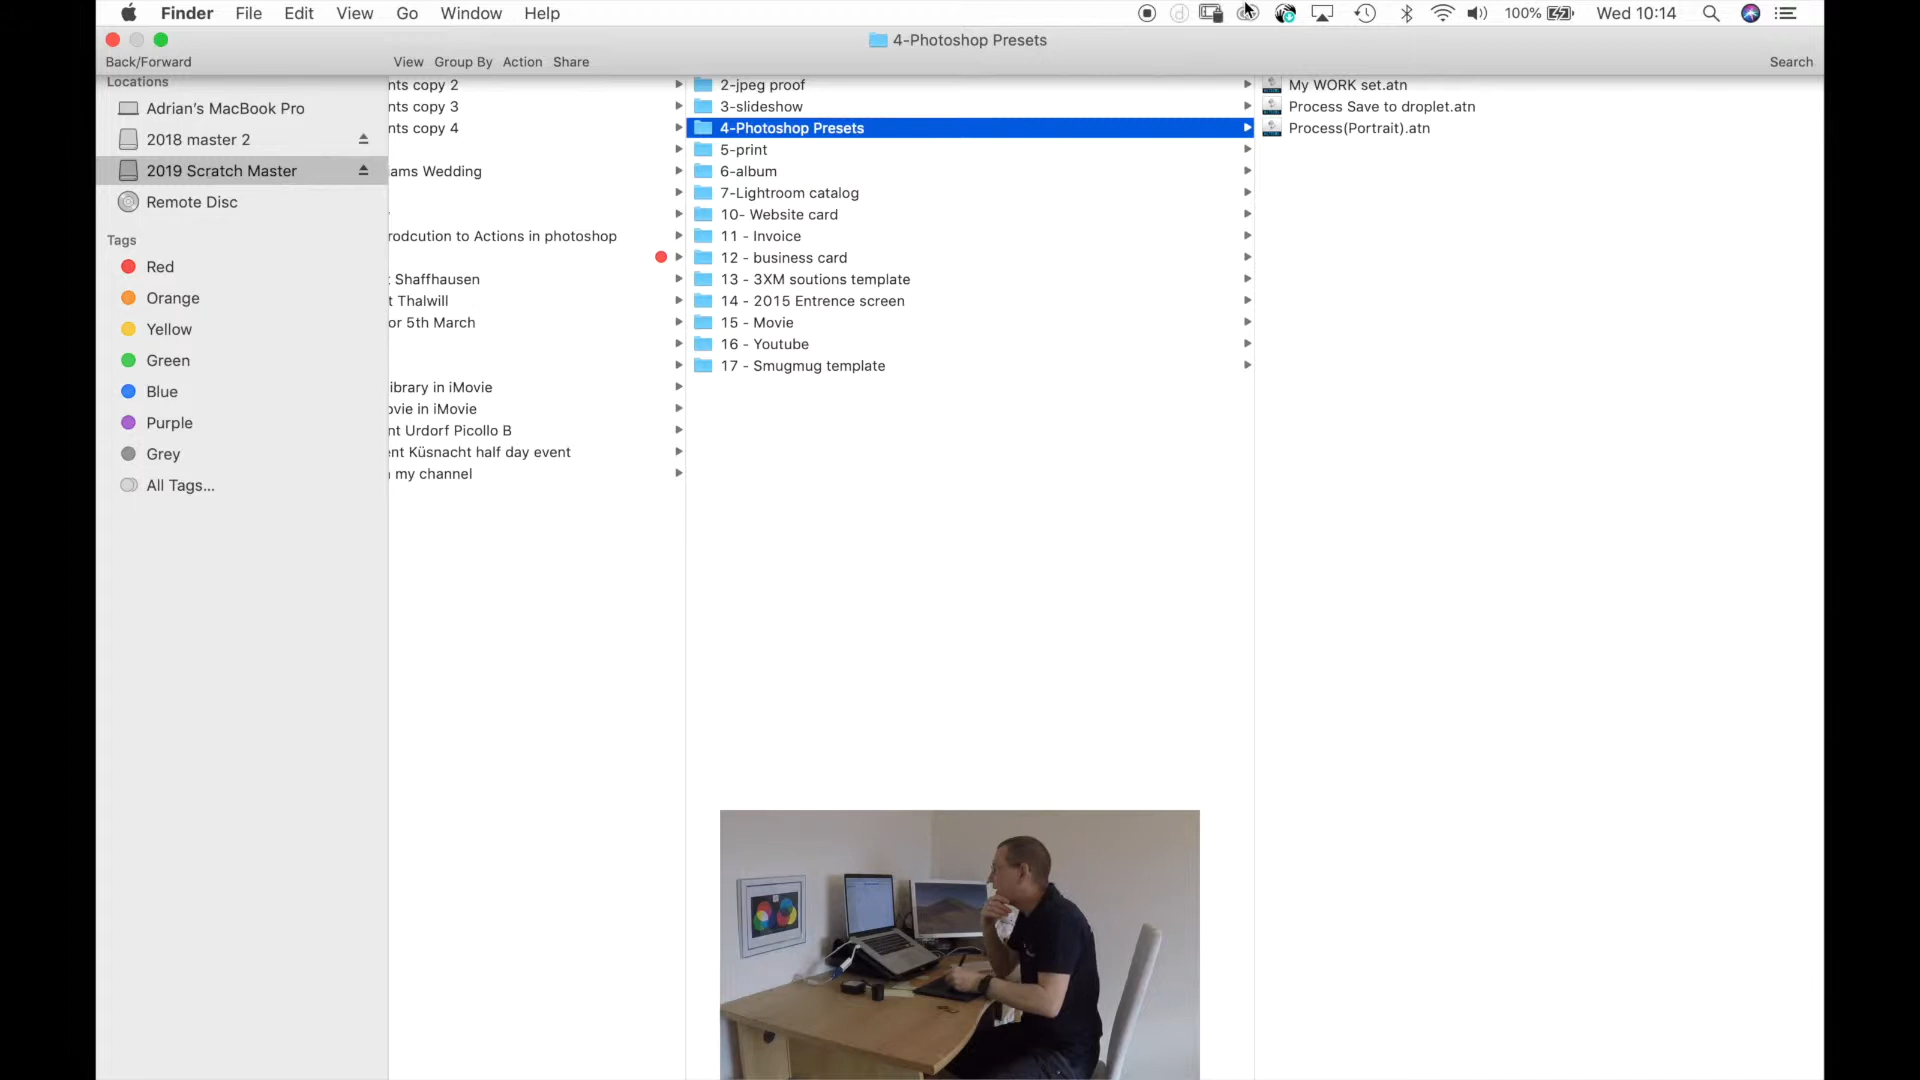 Finder File Edit View Go Window Help
100% Wed 10:14
4-Photoshop Presets
Back/Forward View Group By Action Share Search
Locations
Adrian's MacBook Pro
2018 master 2
2019 Scratch Master
Remote Disc
Tags
Red
Orange
Yellow
Green
Blue
Purple
Grey
All Tags...
nts copy 2
nts copy 3
nts copy 4
ams Wedding
rodcution to Actions in photoshop
t Shaffhausen
t Thalwill
or 5th March
ibrary in iMovie
ovie in iMovie
nt Urdorf Picollo B
ent Küsnacht half day event
my channel
2-jpeg proof
3-slideshow
4-Photoshop Presets
5-print
6-album
7-Lightroom catalog
10- Website card
11 - Invoice
12 - business card
13 - 3XM soutions template
14 - 2015 Entrence screen
15 - Movie
16 - Youtube
17 - Smugmug template
My WORK set.atn
Process Save to droplet.atn
Process(Portrait).atn